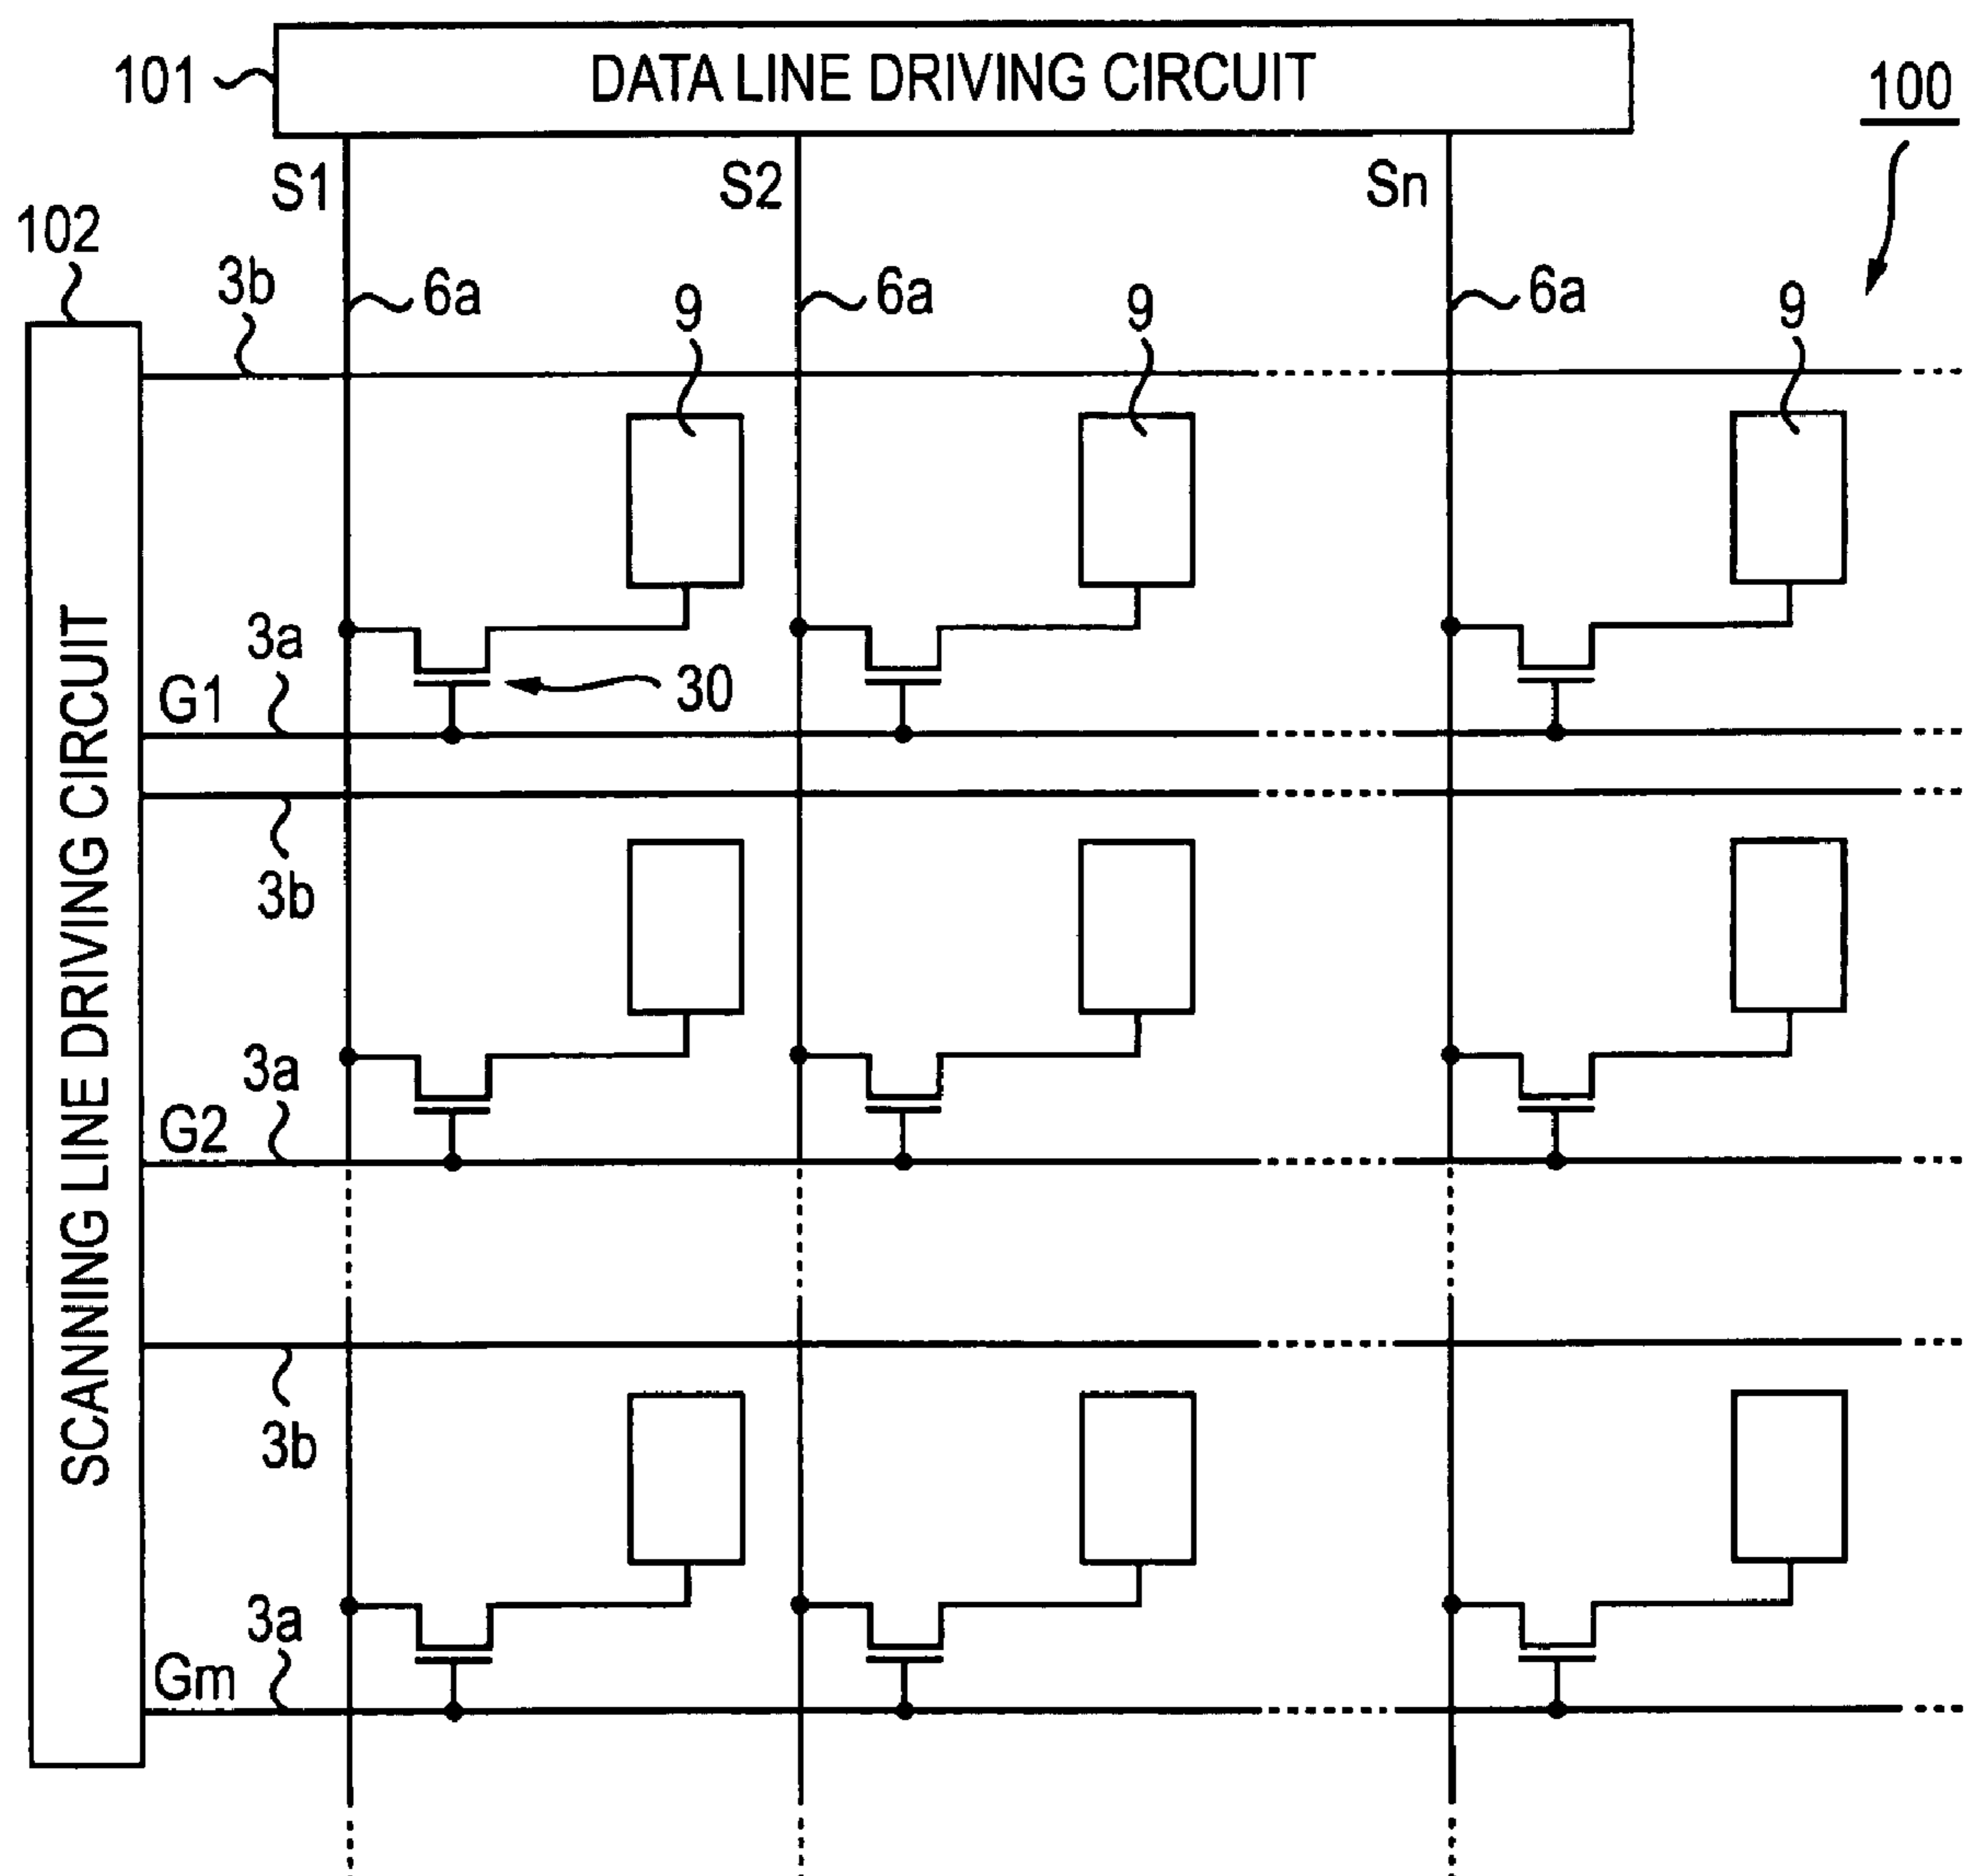 101
DATA LINE DRIVING CIRCUIT
100
S1
S2
Sn
102
3b
6a
9
6a
9
6a
9
SCANNING LINE DRIVING CIRCUIT
3a
G1
30
3b
3a
G2
3b
3a
Gm